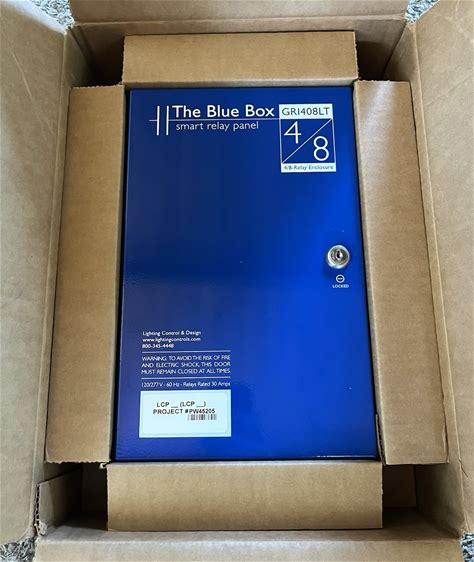 The Blue Box
smart relay panel
GR1408LT
4/8
4/8-Relay Enclosure
LOCKED
Lighting Control & Design
www.lightingcontrols.com
800-345-4448
WARNING: TO AVOID THE RISK OF FIRE
AND ELECTRIC SHOCK, THIS DOOR
MUST REMAIN CLOSED AT ALL TIMES.
120/277 V - 60 Hz - Relays Rated 30 Amps
LCP __ (LCP __)
PROJECT #PW45205